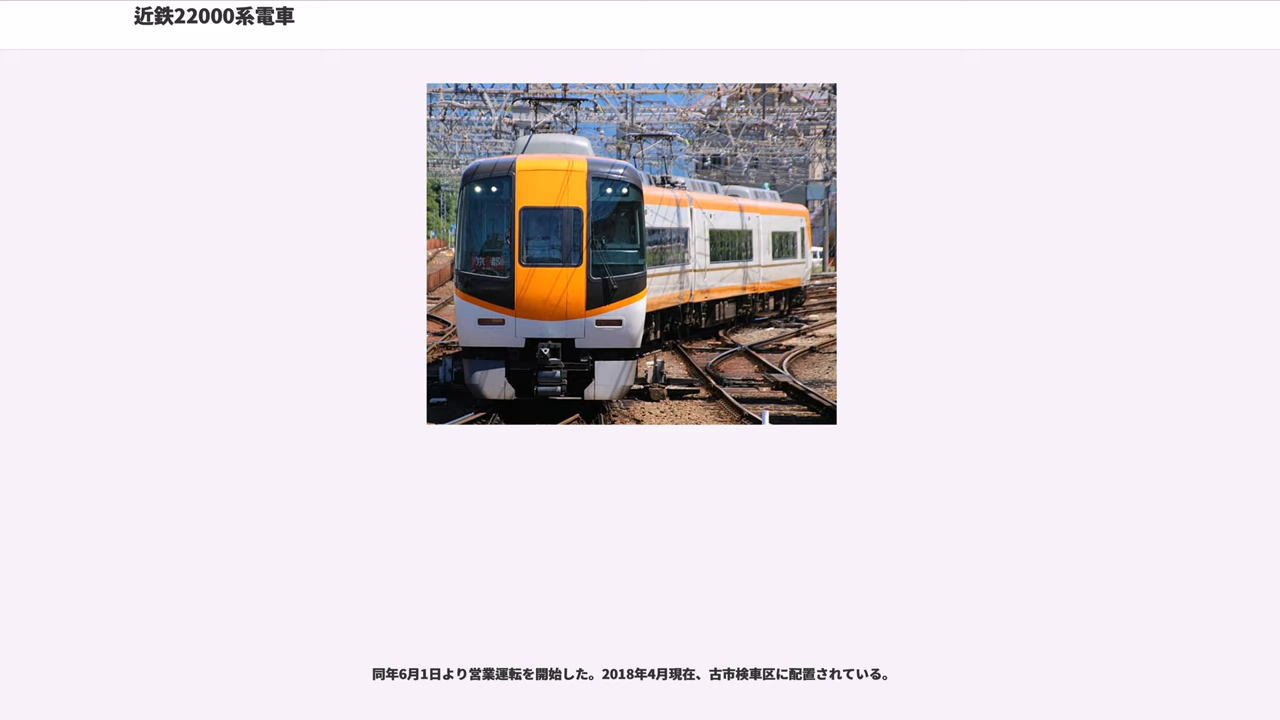 近鉄22000系電車
同年6月1日より営業運転を開始した。2018年4月現在、古市検車区に配置されている。